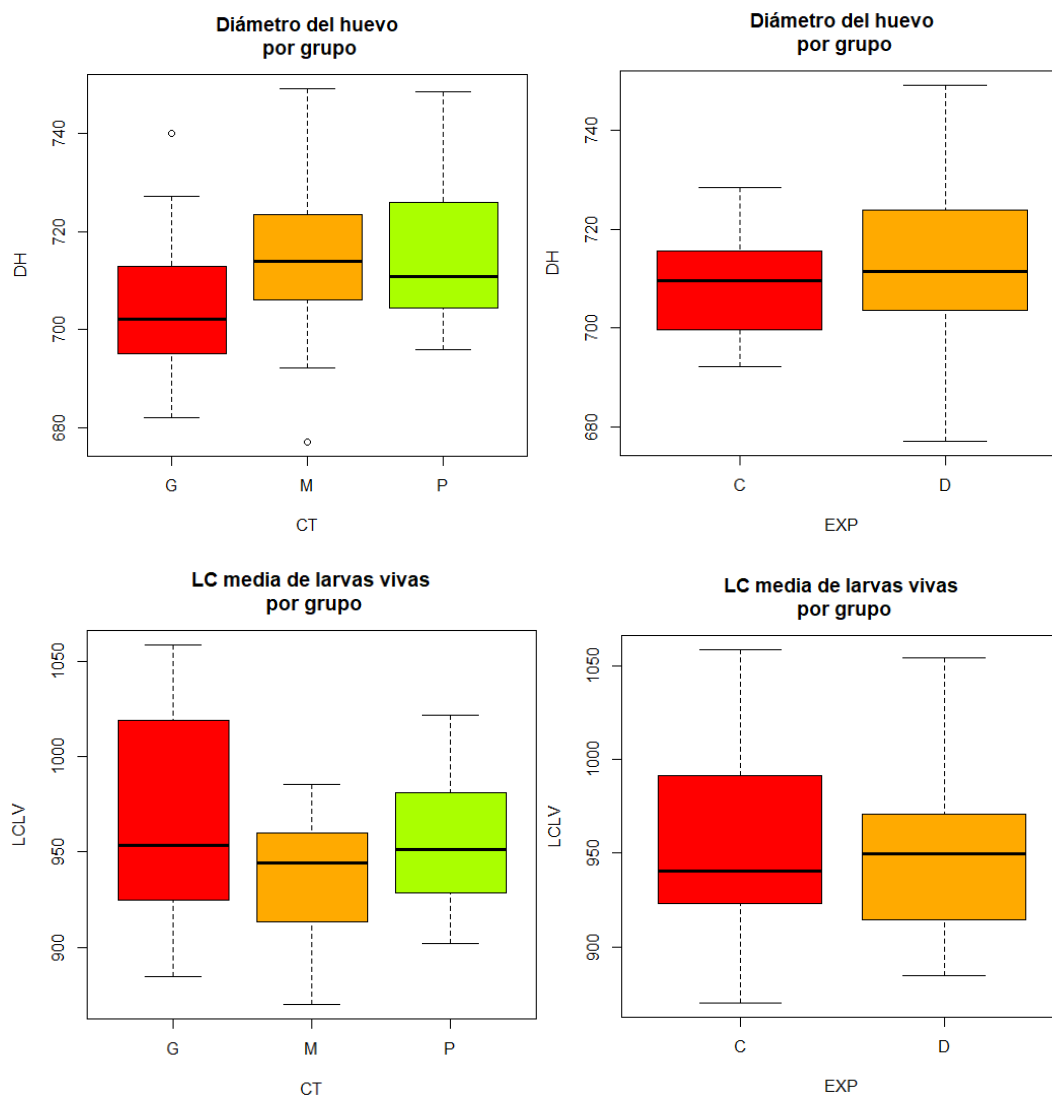 Diámetro del huevo
por grupo
DH
740
720
700
680
G M P
CT
Diámetro del huevo
por grupo
DH
740
720
700
680
C D
EXP
LC media de larvas vivas
por grupo
LCLV
1050
1000
950
900
G M P
CT
LC media de larvas vivas
por grupo
LCLV
1050
1000
950
900
C D
EXP